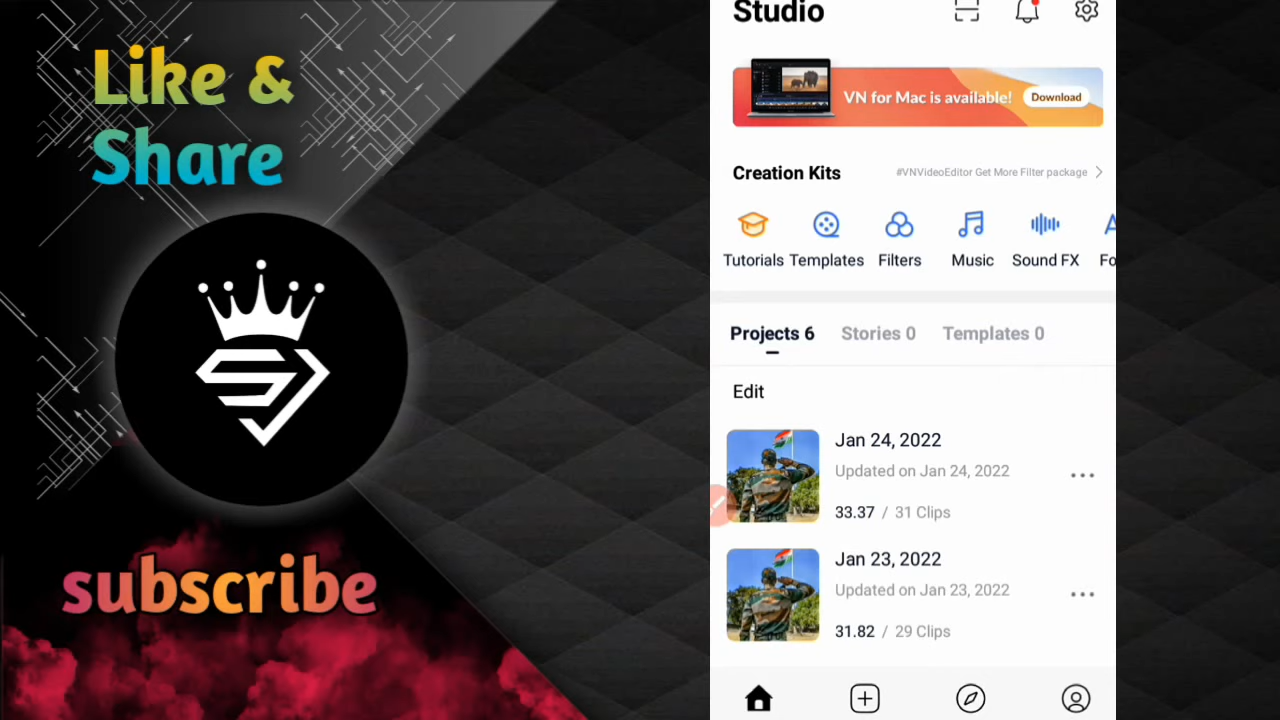 Like &
Share
subscribe
Studio
VN for Mac is available! Download
Creation Kits #VNVideoEditor Get More Filter package
Tutorials Templates Filters Music Sound FX Fo
Projects 6 Stories 0 Templates 0
Edit
Jan 24, 2022
Updated on Jan 24, 2022
33.37 / 31 Clips
Jan 23, 2022
Updated on Jan 23, 2022
31.82 / 29 Clips